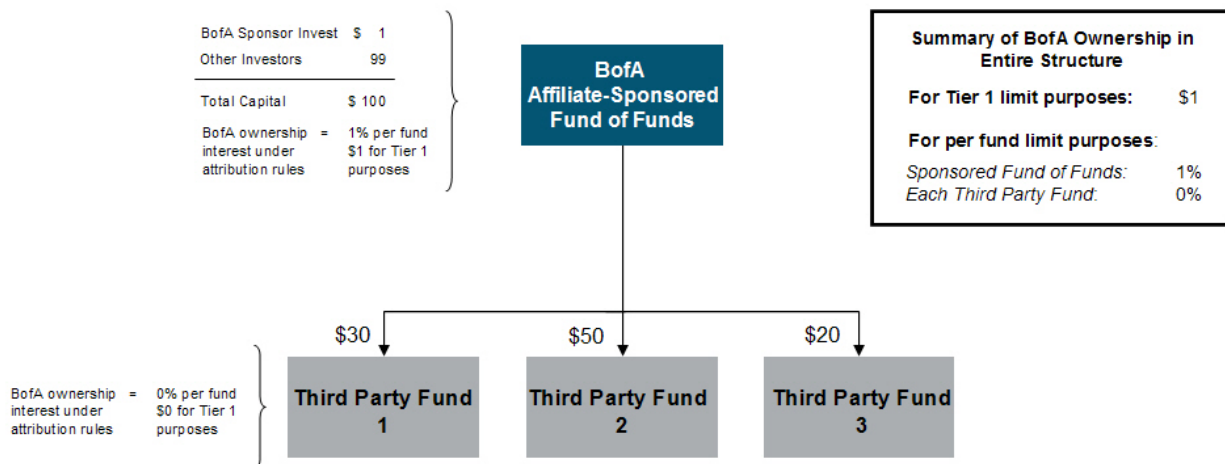 BofA Sponsor Invest $ 1
Other Investors 99
Total Capital $ 100
BofA ownership = 1% per fund
interest under $1 for Tier 1
attribution rules purposes
BofA
Affiliate-Sponsored
Fund of Funds
Summary of BofA Ownership in
Entire Structure
For Tier 1 limit purposes: $1
For per fund limit purposes:
Sponsored Fund of Funds: 1%
Each Third Party Fund: 0%
$30
$50
$20
BofA ownership = 0% per fund
interest under $0 for Tier 1
attribution rules purposes
Third Party Fund
1
Third Party Fund
2
Third Party Fund
3